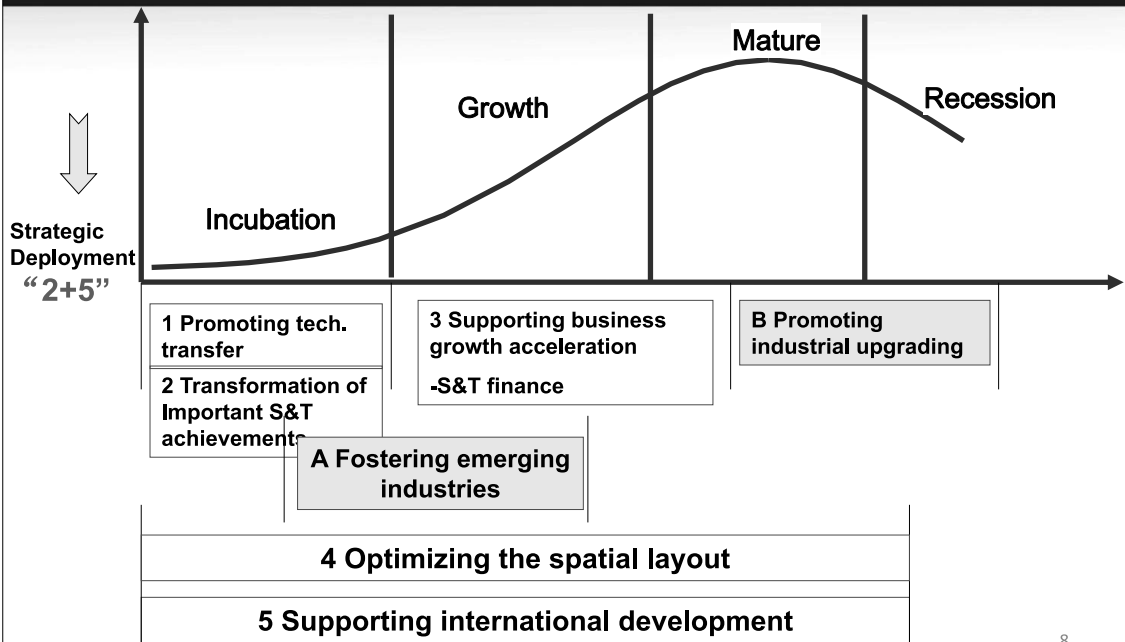 Mature
Growth
Recession
Incubation
Strategic
Deployment
“2+5”
1 Promoting tech.
transfer
2 Transformation of
Important S&T
achievements
3 Supporting business
growth acceleration
-S&T finance
B Promoting
industrial upgrading
A Fostering emerging
industries
4 Optimizing the spatial layout
5 Supporting international development
8